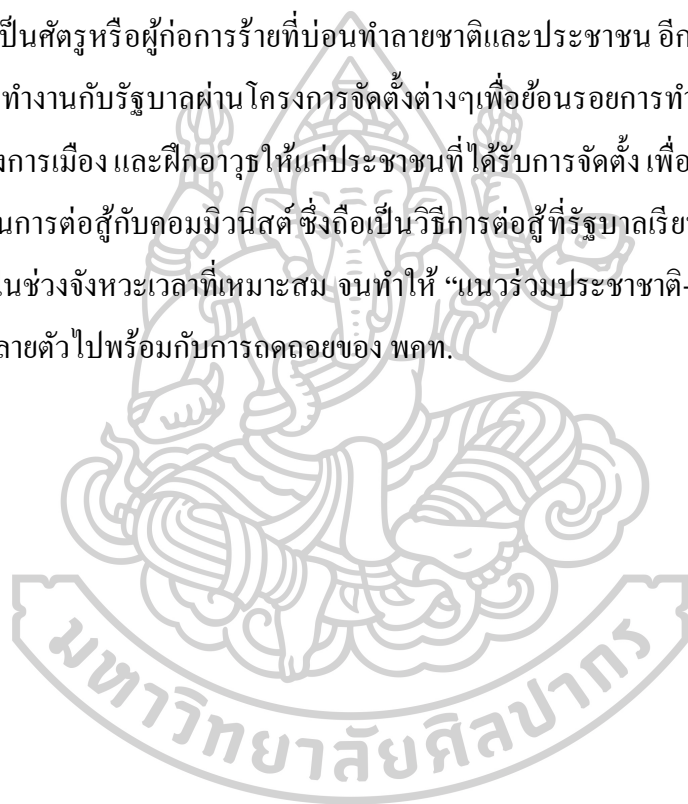 ป็นศัตรูหรือผู้ก่อการร้ายที่บ่อนทำลายชาติและประชาชน อีก
ทำงานกับรัฐบาลผ่านโครงการจัดตั้งต่างๆเพื่อย้อนรอยการทำ
งการเมือง และฝึกอาวุธให้แก่ประชาชนที่ได้รับการจัดตั้ง เพื่อ
นการต่อสู้กับคอมมิวนิสต์ ซึ่งถือเป็นวิธีการต่อสู้ที่รัฐบาลเรีย
นช่วงจังหวะเวลาที่เหมาะสม จนทำให้ “แนวร่วมประชาชาติ-
ลายตัวไปพร้อมกับการถดถอยของ พคท.
มหาวิทยาลัยศิลปากร